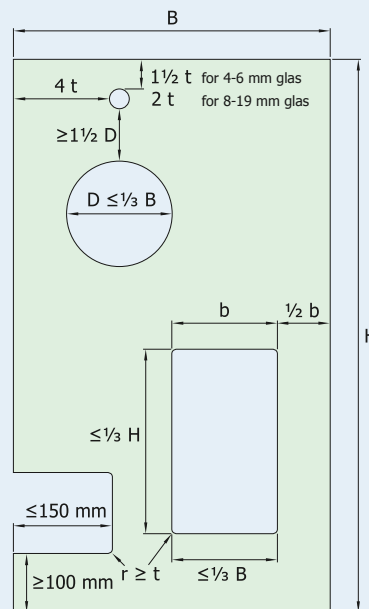 B
4 t
1½ t for 4-6 mm glas
2 t for 8-19 mm glas
≥1½ D
D ≤⅓ B
H
b
½ b
≤⅓ H
≤150 mm
r ≥ t
≤⅓ B
≥100 mm